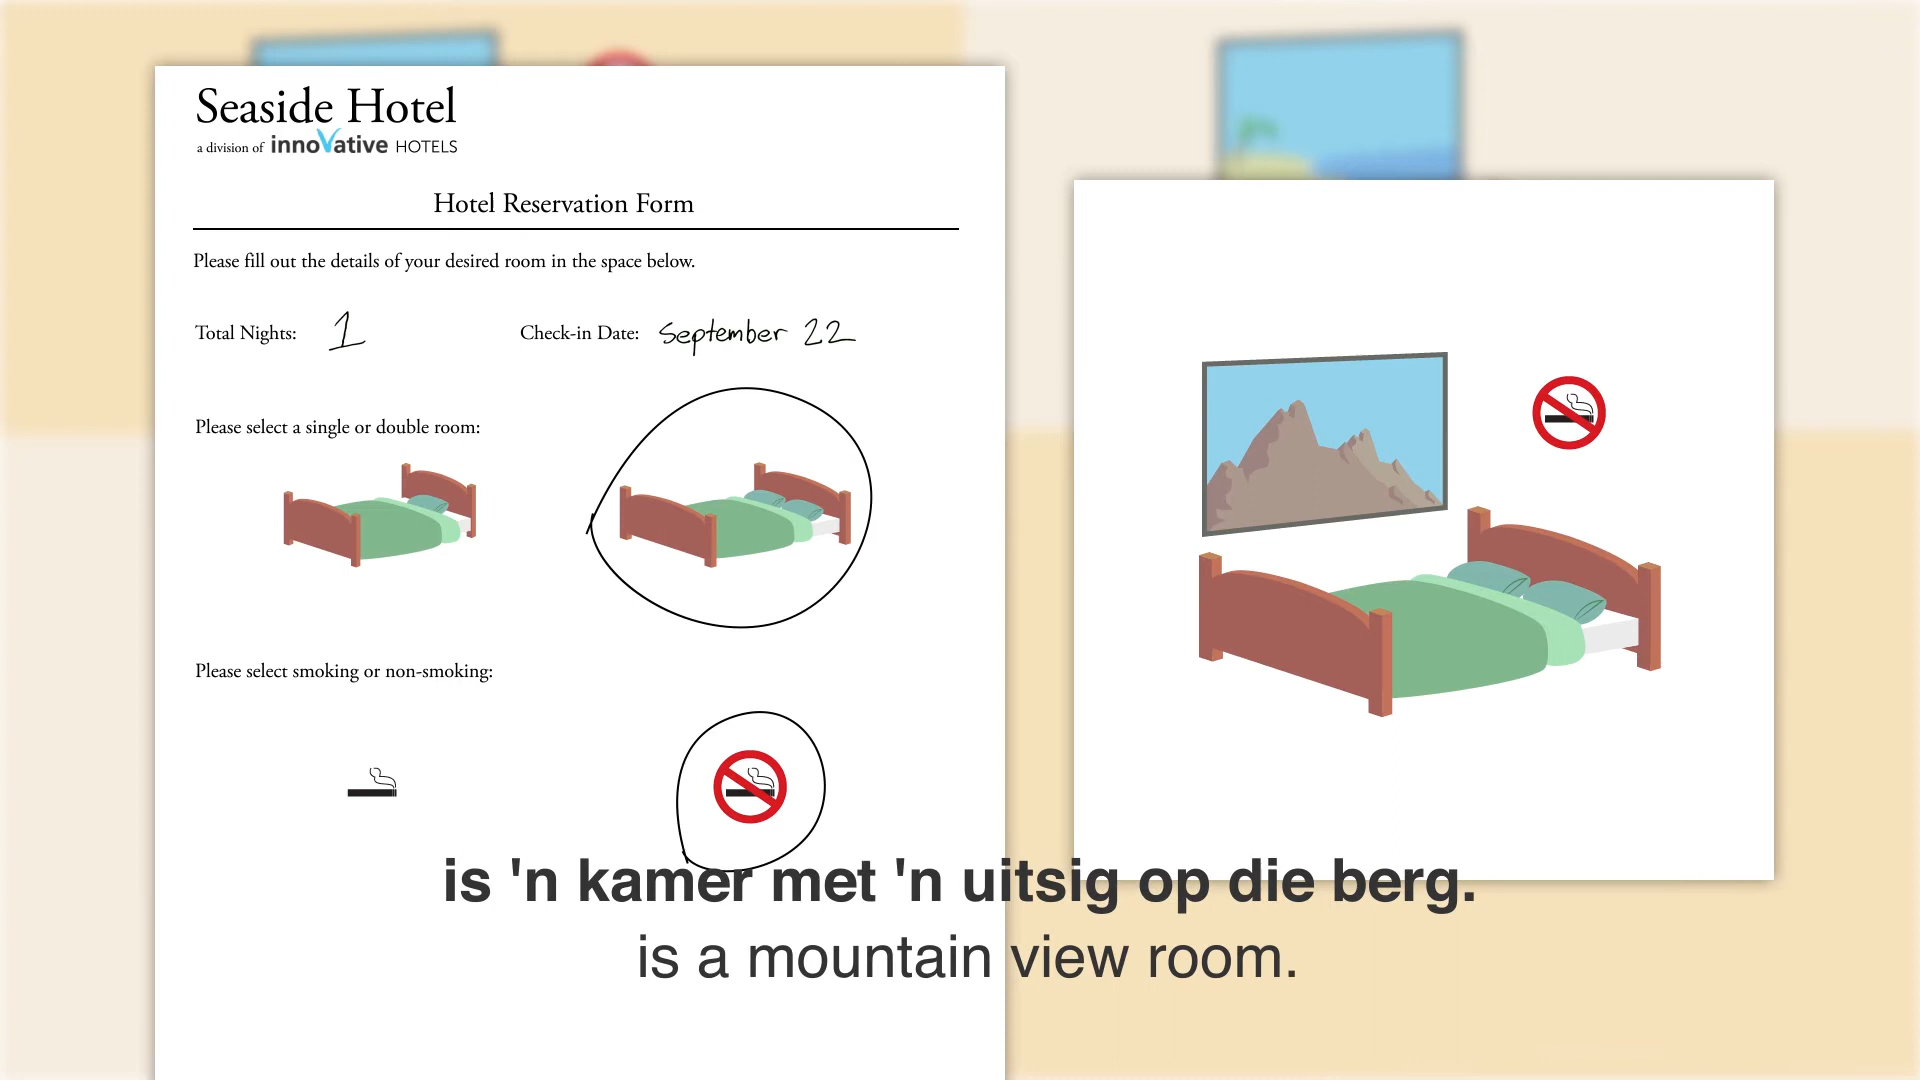 Seaside Hotel
a division of innovative HOTELS
Hotel Reservation Form
Please fill out the details of your desired room in the space below.
Total Nights: 1 Check-in Date: September 22
Please select a single or double room:
Please select smoking or non-smoking:
is 'n kamer met 'n uitsig op die berg.
is a mountain view room.